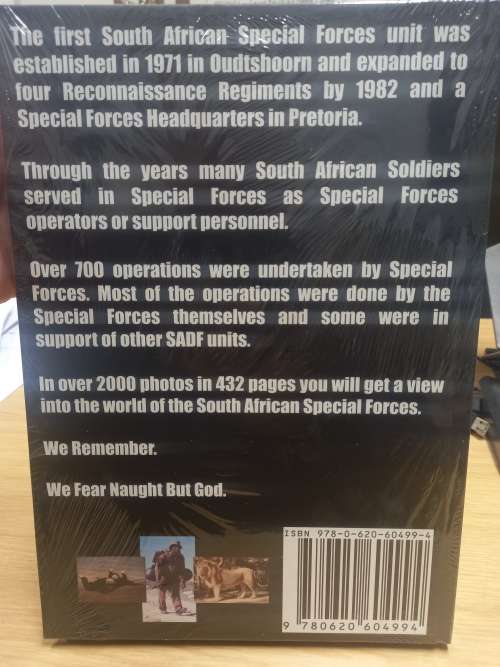 The first South African Special Forces unit was
established in 1971 in Oudtshoorn and expanded to
four Reconnaissance Regiments by 1982 and a
Special Forces Headquarters in Pretoria.
Through the years many South African Soldiers
served in Special Forces as Special Forces
operators or support personnel.
Over 700 operations were undertaken by Special
Forces. Most of the operations were done by the
Special Forces themselves and some were in
support of other SADF units.
In over 2000 photos in 432 pages you will get a view
into the world of the South African Special Forces.
We Remember.
We Fear Naught But God.
ISBN 978-0-620-60499-4
9 780620 604994